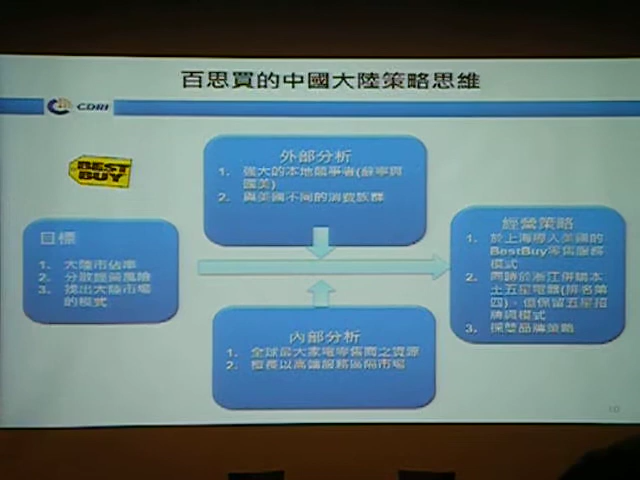 百思買的中國大陸策略思維
CDRI
BEST
BUY
目標
1. 大陸市佔率
2. 分散經營風險
3. 找出大陸市場
的模式
外部分析
1. 強大的本地競爭者(蘇寧與
國美)
2. 與美國不同的消費族群
內部分析
1. 全球最大家電零售商之資源
2. 擅長以高端服務區隔市場
經營策略
1. 於上海導入美國的
BestBuy零售服務
模式
2. 同時於浙江併購本
土五星電器(排名第
四)，但保留五星招
牌與模式
3. 採雙品牌策略
10